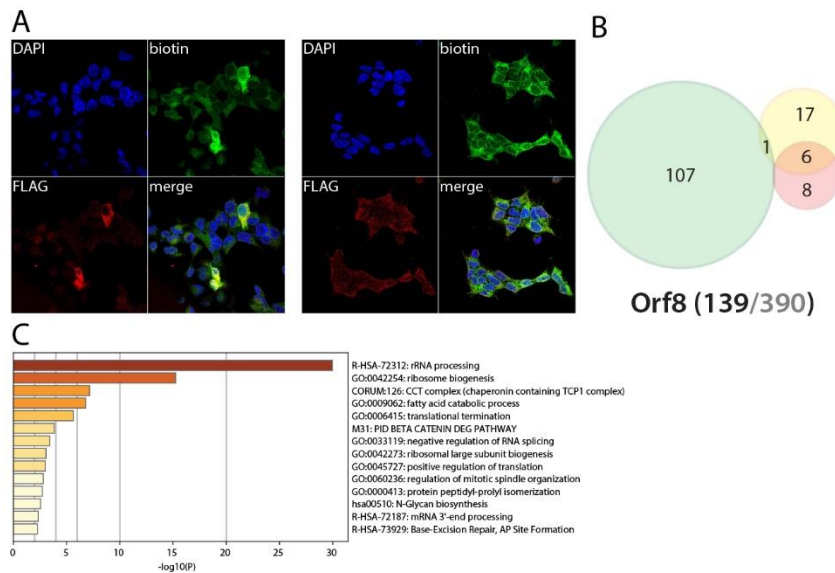 A
DAPI biotin
FLAG merge
DAPI biotin
FLAG merge
B
107
1
17
6
8
Orf8 (139/390)
C
R-HSA-72312: rRNA processing
GO:0042254: ribosome biogenesis
CORUM:126: CCT complex (chaperonin containing TCP1 complex)
GO:0009062: fatty acid catabolic process
GO:0006415: translational termination
M31: PID BETA CATENIN DEG PATHWAY
GO:0033119: negative regulation of RNA splicing
GO:0042273: ribosomal large subunit biogenesis
GO:0045727: positive regulation of translation
GO:0060236: regulation of mitotic spindle organization
GO:0000413: protein peptidyl-prolyl isomerization
hsa00510: N-Glycan biosynthesis
R-HSA-72187: mRNA 3'-end processing
R-HSA-73929: Base-Excision Repair, AP Site Formation
0 5 10 15 20 25 30
-log10(P)